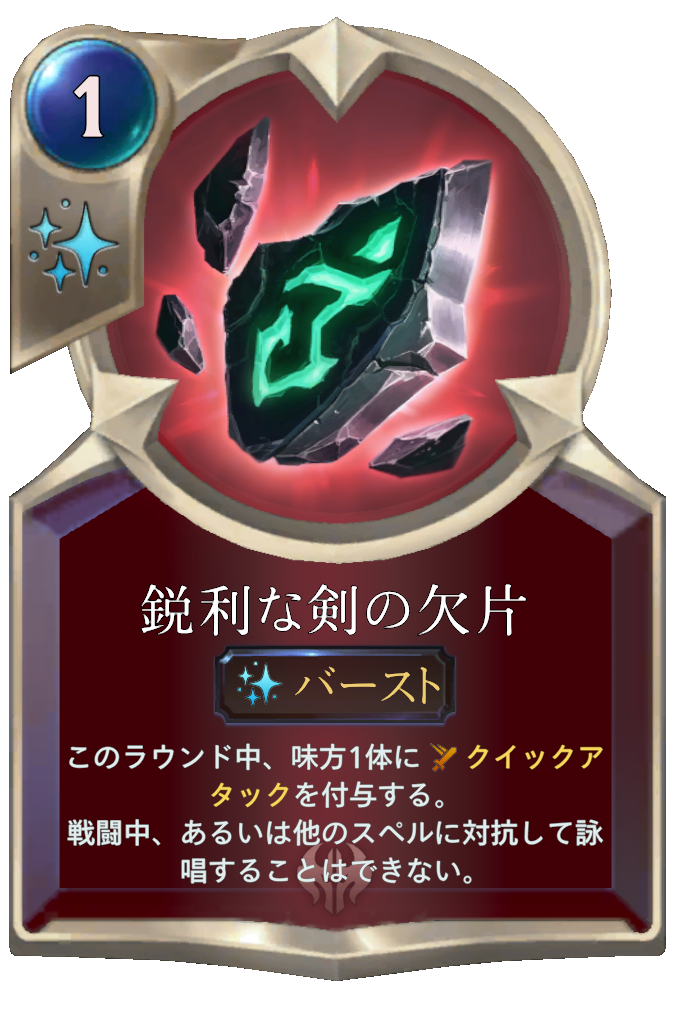 1
鋭利な剣の欠片
バースト
このラウンド中、味方1体に クイックア
タックを付与する。
戦闘中、あるいは他のスペルに対抗して詠
唱することはできない。